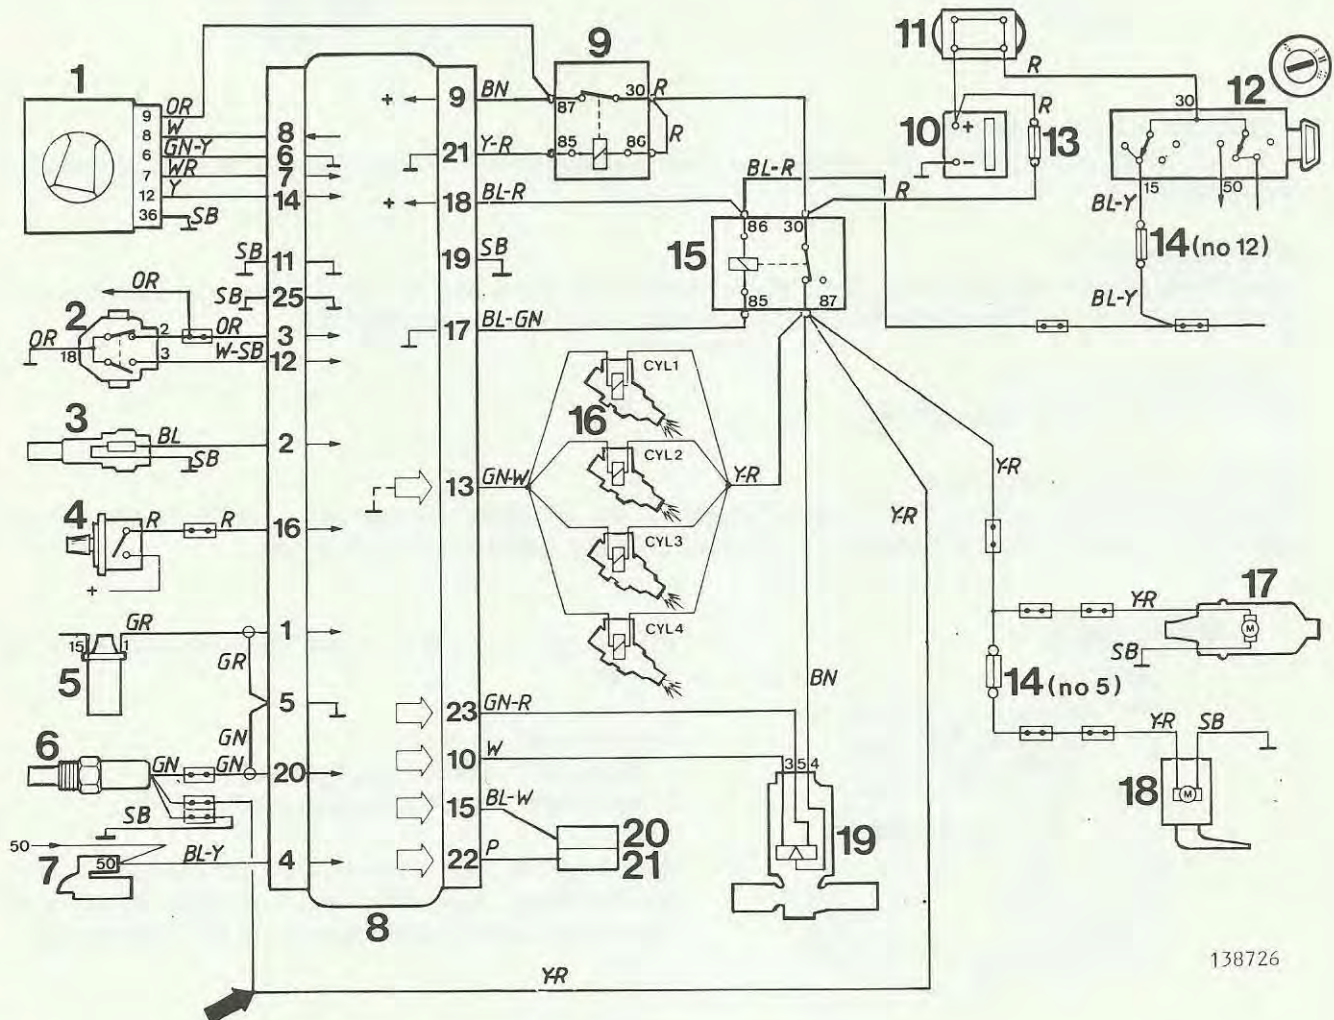 1
9 OR
8 W
6 GN-Y
7 WR
12 Y
36 SB
8
6
7
14
SB 11
SB 25
OR
2
OR
18
2 OR 3
3 W-SB 12
3
BL 2
SB
4
R R 16
+
5
15 1
GR 1
GR
5
GN
6
GN GN 20
SB
50
7
50 BL-Y 4
8
+ 9 BN
21 Y-R
+ 18 BL-R
19 SB
17 BL-GN
13 GN-W
23 GN-R
10 W
15 BL-W
22 P
9
87 30 R
85 86 R
10
+
-
11
R
R
13
12
30
15 50
BL-Y
14 (no 12)
BL-Y
BL-R
R
15
86 30
85 87
16
CYL1
CYL2
CYL3
CYL4
Y-R
Y-R
Y-R
BN
17
Y-R
M
SB
14 (no 5)
18
Y-R SB
M
19
3 5 4
20
21
Y-R
138726